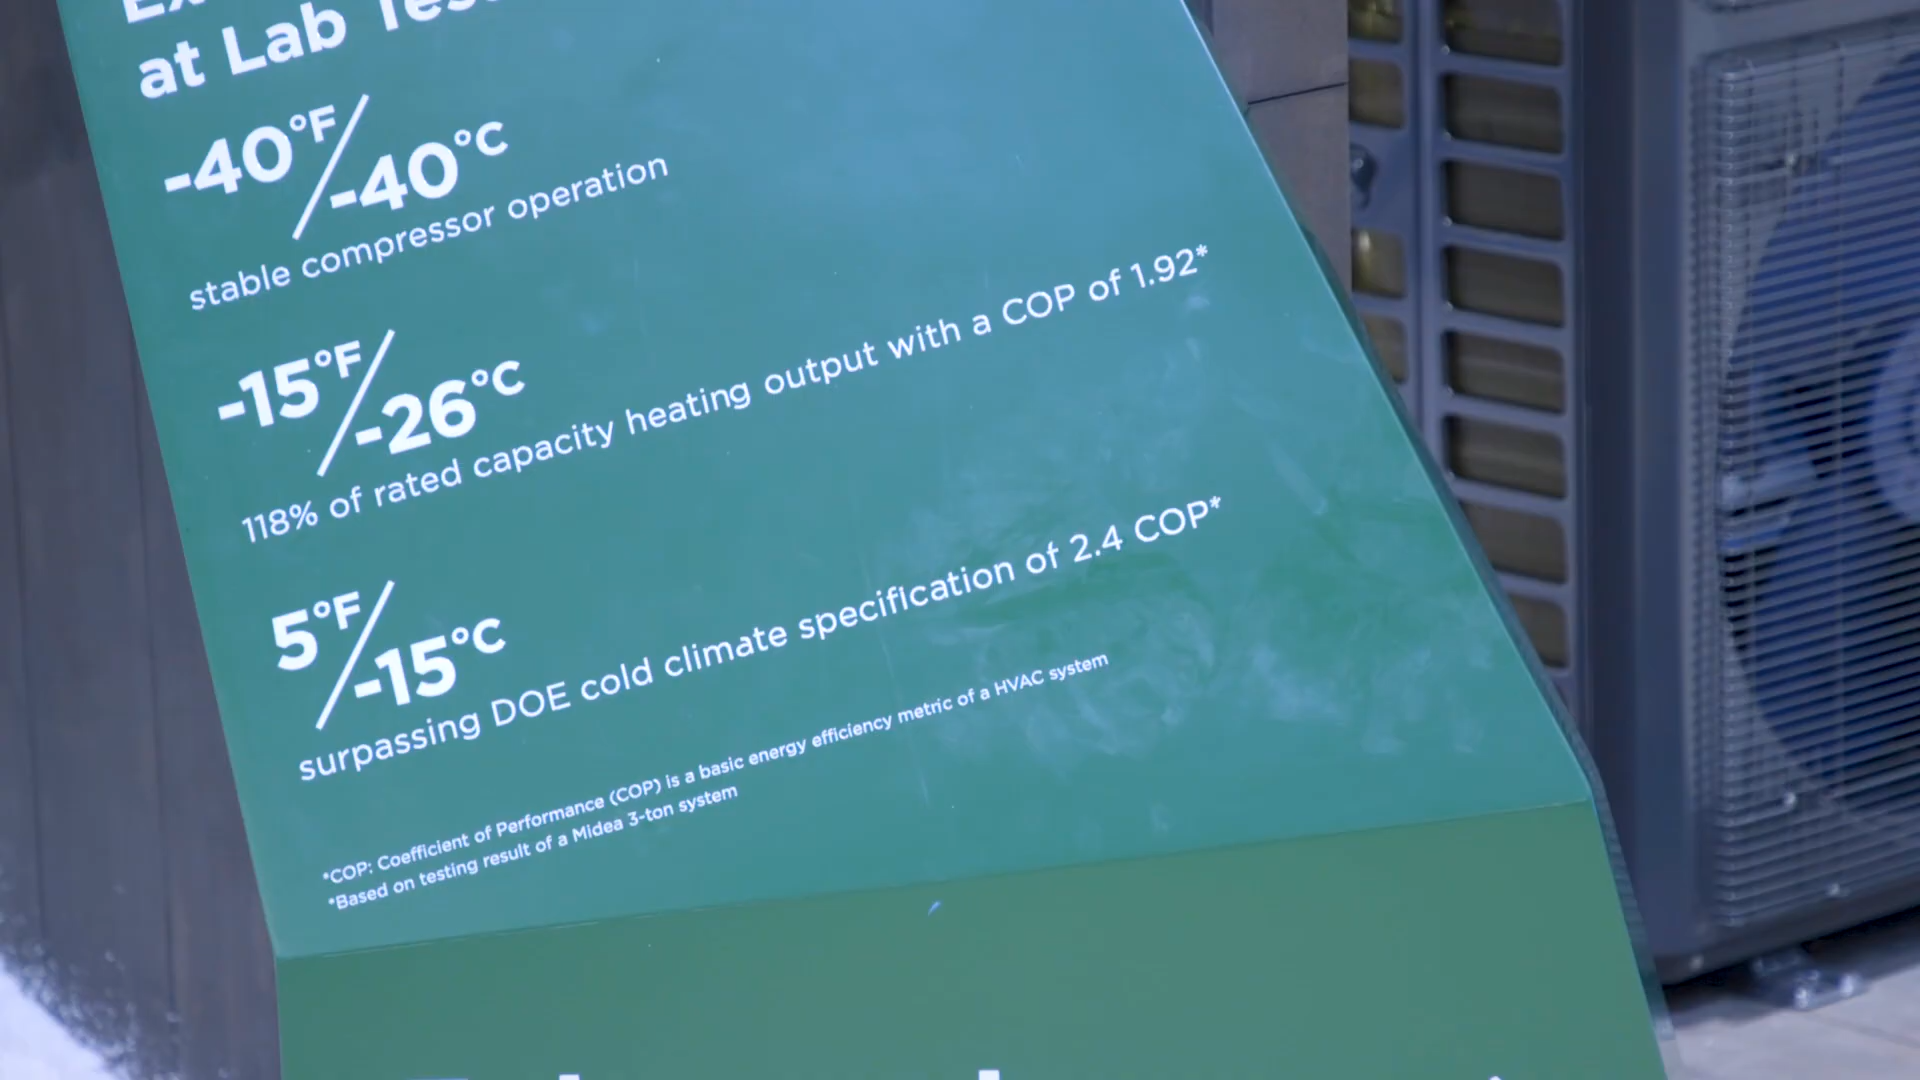 at Lab
-40°F/-40°C
stable compressor operation
-15°F/-26°C
118% of rated capacity heating output with a COP of 1.92*
5°F/-15°C
surpassing DOE cold climate specification of 2.4 COP*
*COP: Coefficient of Performance (COP) is a basic energy efficiency metric of a HVAC system
*Based on testing result of a Midea 3-ton system